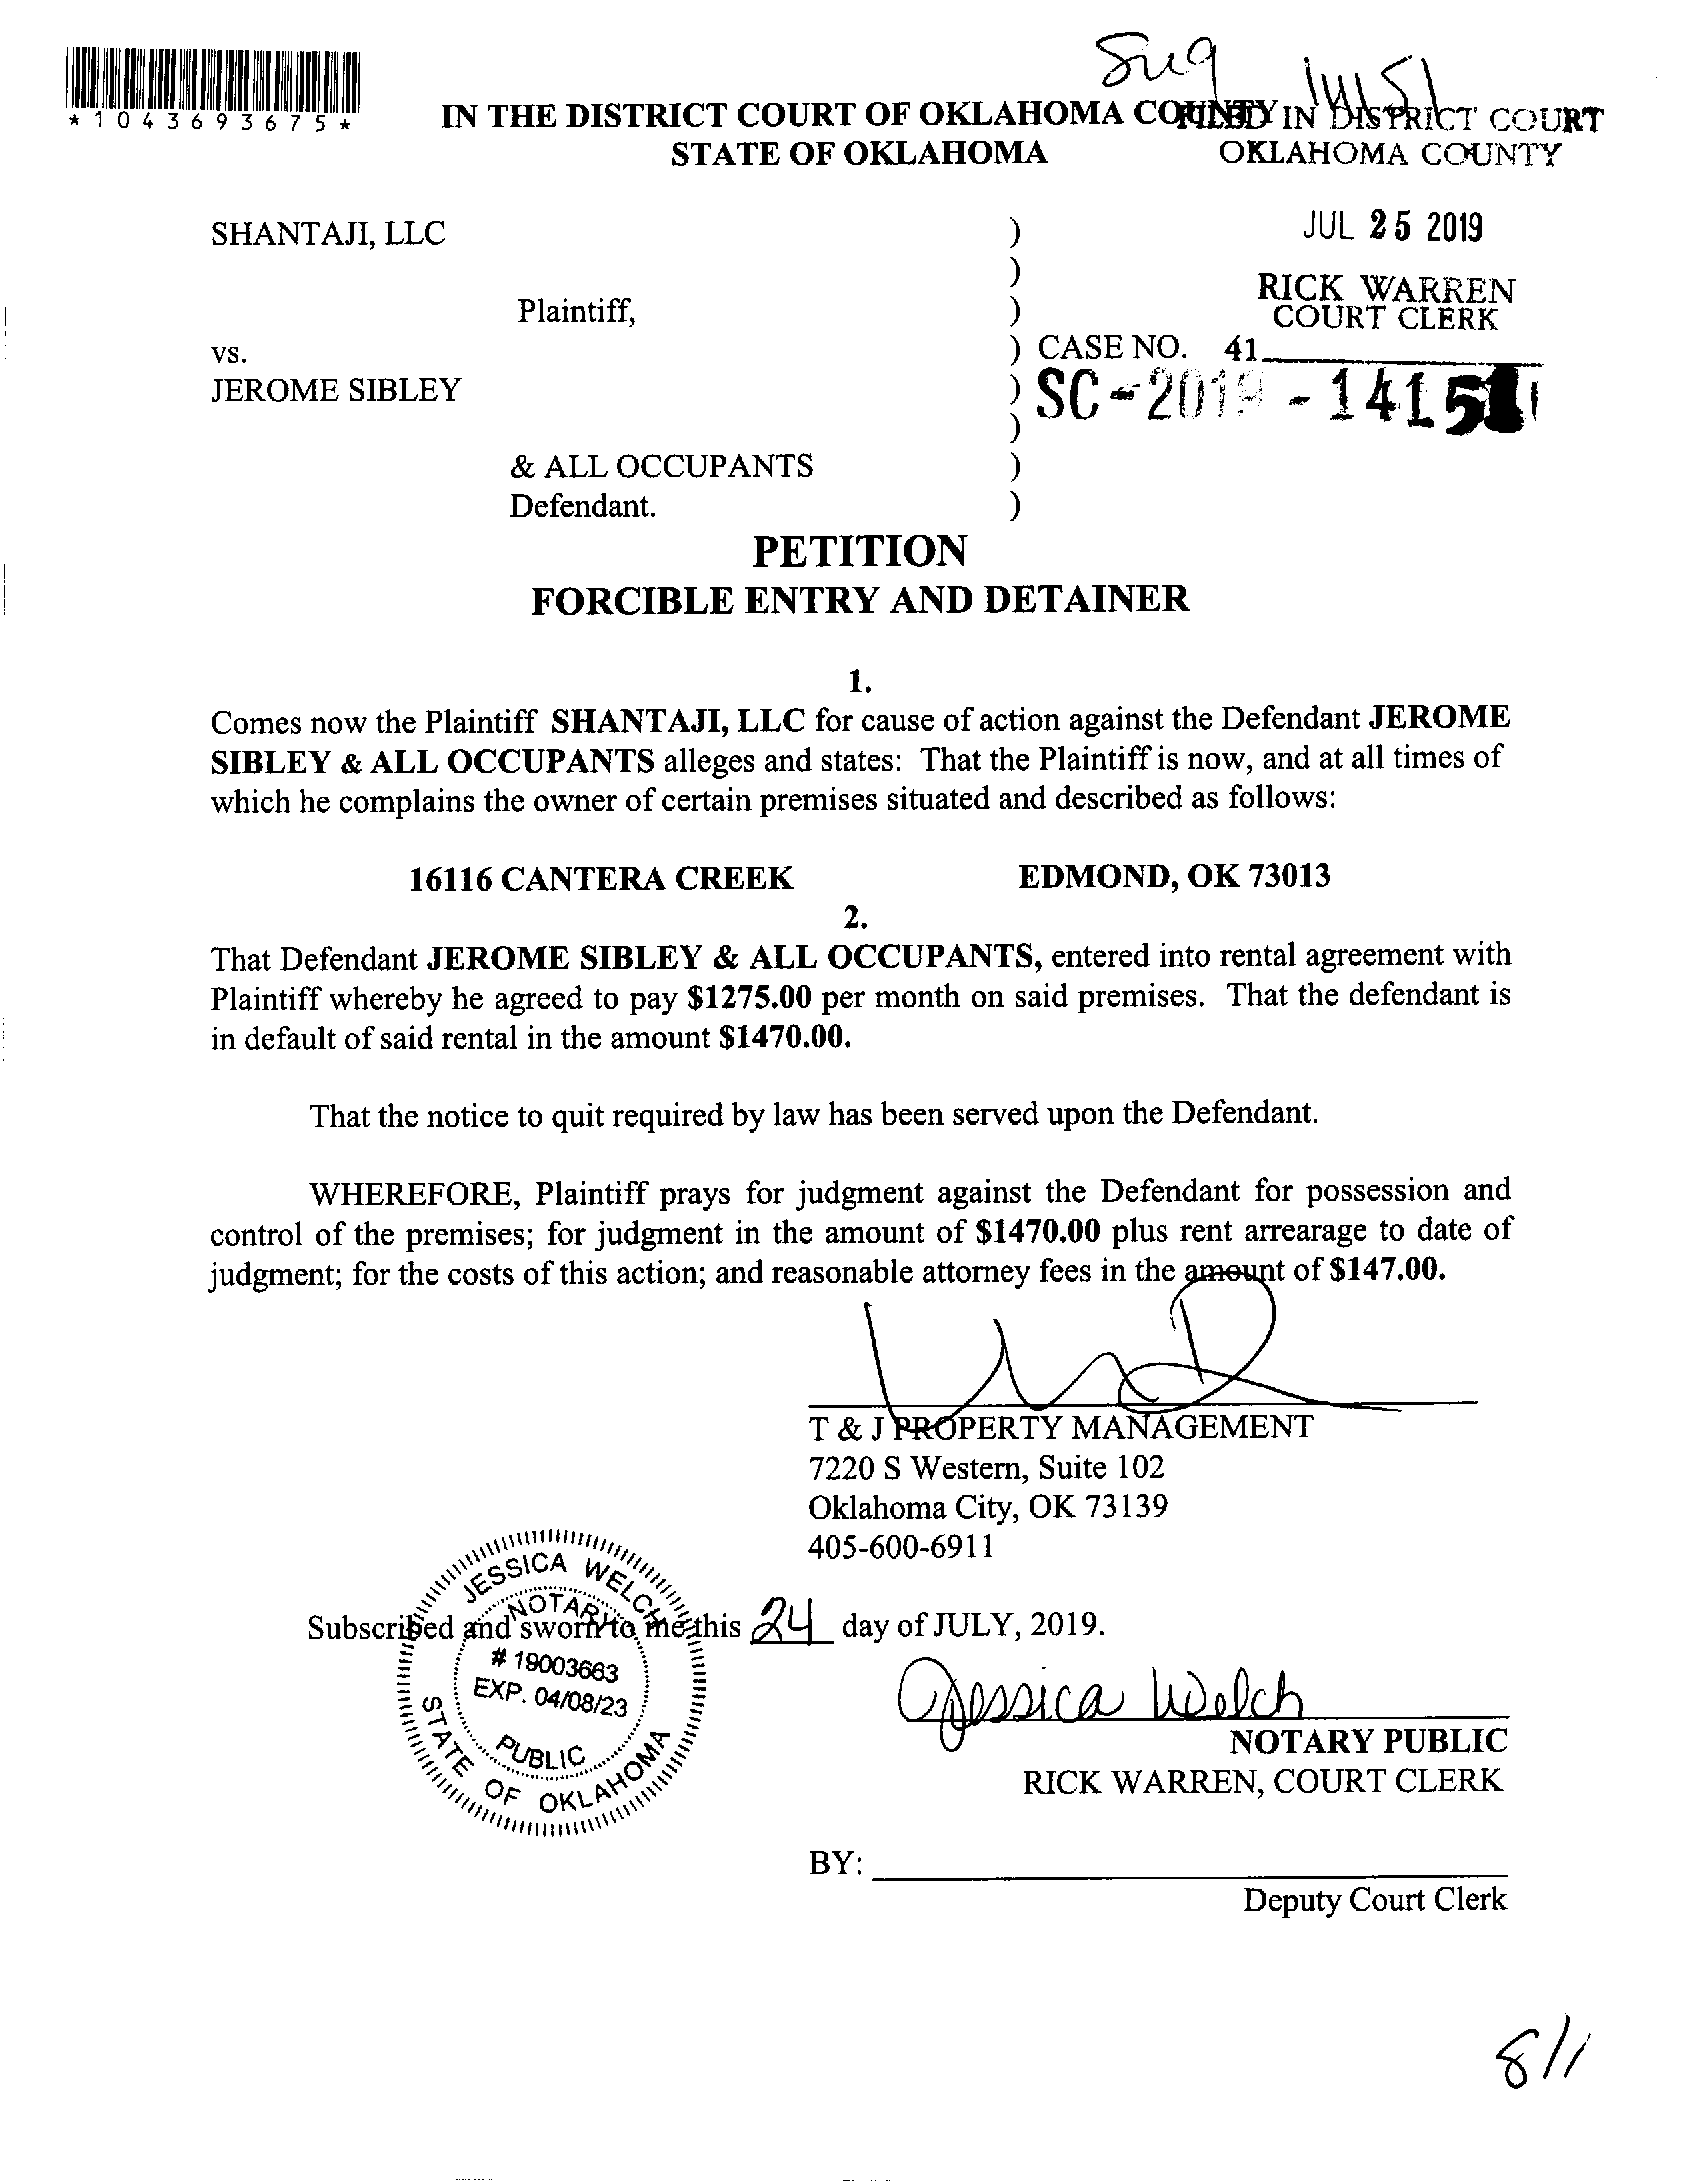 *1043693675*
14151
IN THE DISTRICT COURT OF OKLAHOMA COUNTY
FILED IN DISTRICT COURT
STATE OF OKLAHOMA
OKLAHOMA COUNTY
SHANTAJI, LLC )
JUL 25 2019
)
RICK WARREN
COURT CLERK
Plaintiff, )
vs. ) CASE NO. 41
JEROME SIBLEY ) SC-2019-14151
)
& ALL OCCUPANTS )
Defendant. )
PETITION
FORCIBLE ENTRY AND DETAINER
1.
Comes now the Plaintiff SHANTAJI, LLC for cause of action against the Defendant JEROME
SIBLEY & ALL OCCUPANTS alleges and states: That the Plaintiff is now, and at all times of
which he complains the owner of certain premises situated and described as follows:
16116 CANTERA CREEK EDMOND, OK 73013
2.
That Defendant JEROME SIBLEY & ALL OCCUPANTS, entered into rental agreement with
Plaintiff whereby he agreed to pay $1275.00 per month on said premises. That the defendant is
in default of said rental in the amount $1470.00.
That the notice to quit required by law has been served upon the Defendant.
WHEREFORE, Plaintiff prays for judgment against the Defendant for possession and
control of the premises; for judgment in the amount of $1470.00 plus rent arrearage to date of
judgment; for the costs of this action; and reasonable attorney fees in the amount of $147.00.
T & J PROPERTY MANAGEMENT
7220 S Western, Suite 102
Oklahoma City, OK 73139
405-600-6911
Subscribed and sworn to me this 24 day of JULY, 2019.
JESSICA WELCH
NOTARY
# 19003663
EXP. 04/08/23
PUBLIC
STATE OF OKLAHOMA
Jessica Welch
NOTARY PUBLIC
RICK WARREN, COURT CLERK
BY:
Deputy Court Clerk
8/1